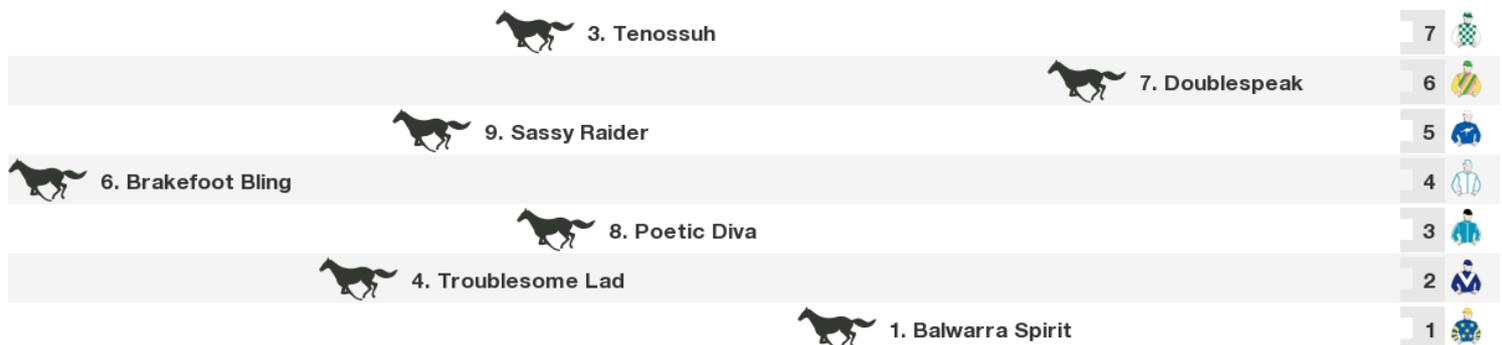 3. Tenossuh 7
7. Doublespeak 6
9. Sassy Raider 5
6. Brakefoot Bling 4
8. Poetic Diva 3
4. Troublesome Lad 2
1. Balwarra Spirit 1